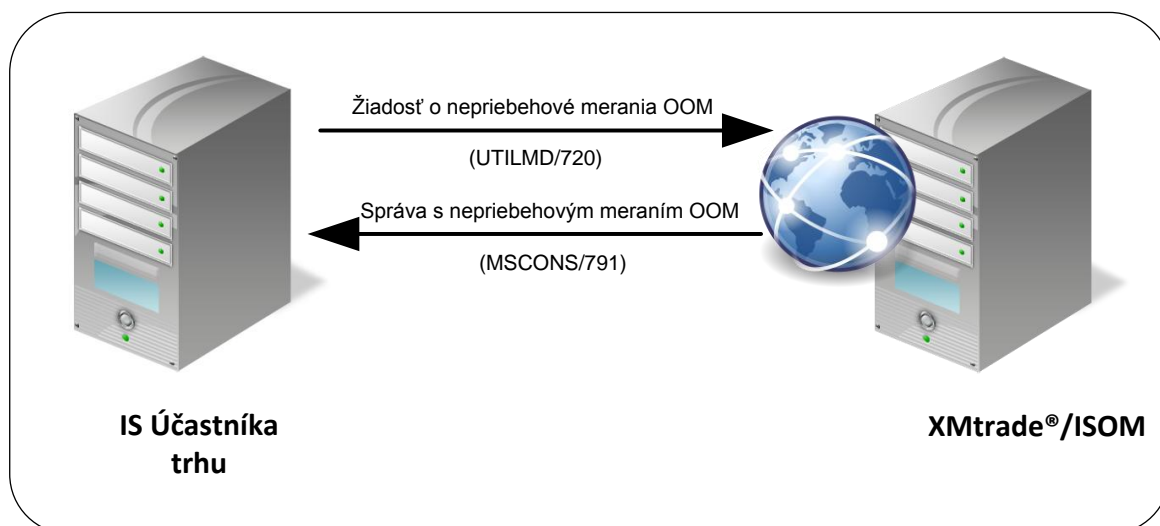 Žiadosť o nepriebehové merania OOM
(UTILMD/720)
Správa s nepriebehovým meraním OOM
(MSCONS/791)
IS Účastníka
trhu
XMtrade®/ISOM